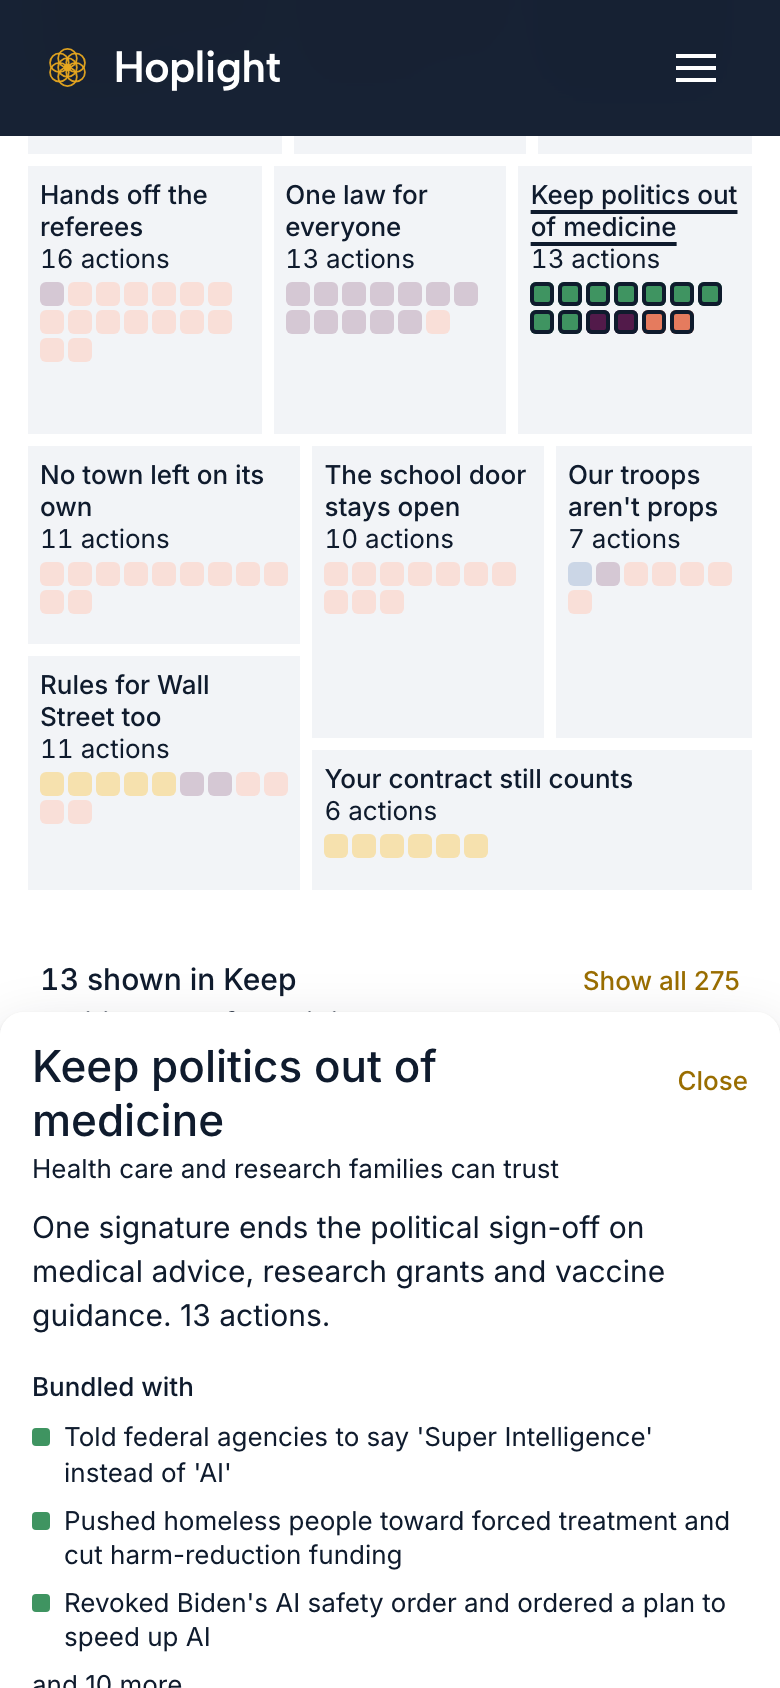 Hoplight
Hands off the
referees
16 actions
One law for
everyone
13 actions
Keep politics out
of medicine
13 actions
No town left on its
own
11 actions
The school door
stays open
10 actions
Our troops
aren't props
7 actions
Rules for Wall
Street too
11 actions
Your contract still counts
6 actions
13 shown in Keep
Show all 275
Keep politics out of
medicine
Close
Health care and research families can trust
One signature ends the political sign-off on
medical advice, research grants and vaccine
guidance. 13 actions.
Bundled with
Told federal agencies to say 'Super Intelligence'
instead of 'AI'
Pushed homeless people toward forced treatment and
cut harm-reduction funding
Revoked Biden's AI safety order and ordered a plan to
speed up AI
and 10 more